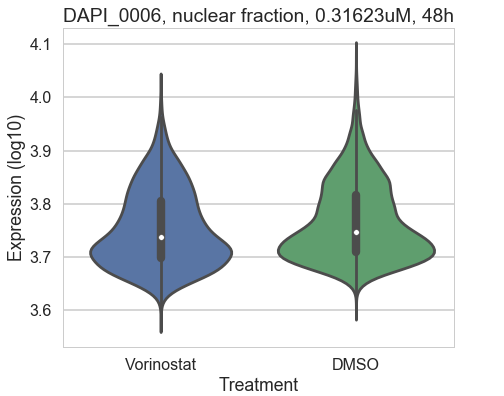 DAPI_0006, nuclear fraction, 0.31623uM, 48h
4.1
4.0
3.9
3.8
3.7
3.6
Expression (log10)
Vorinostat
DMSO
Treatment